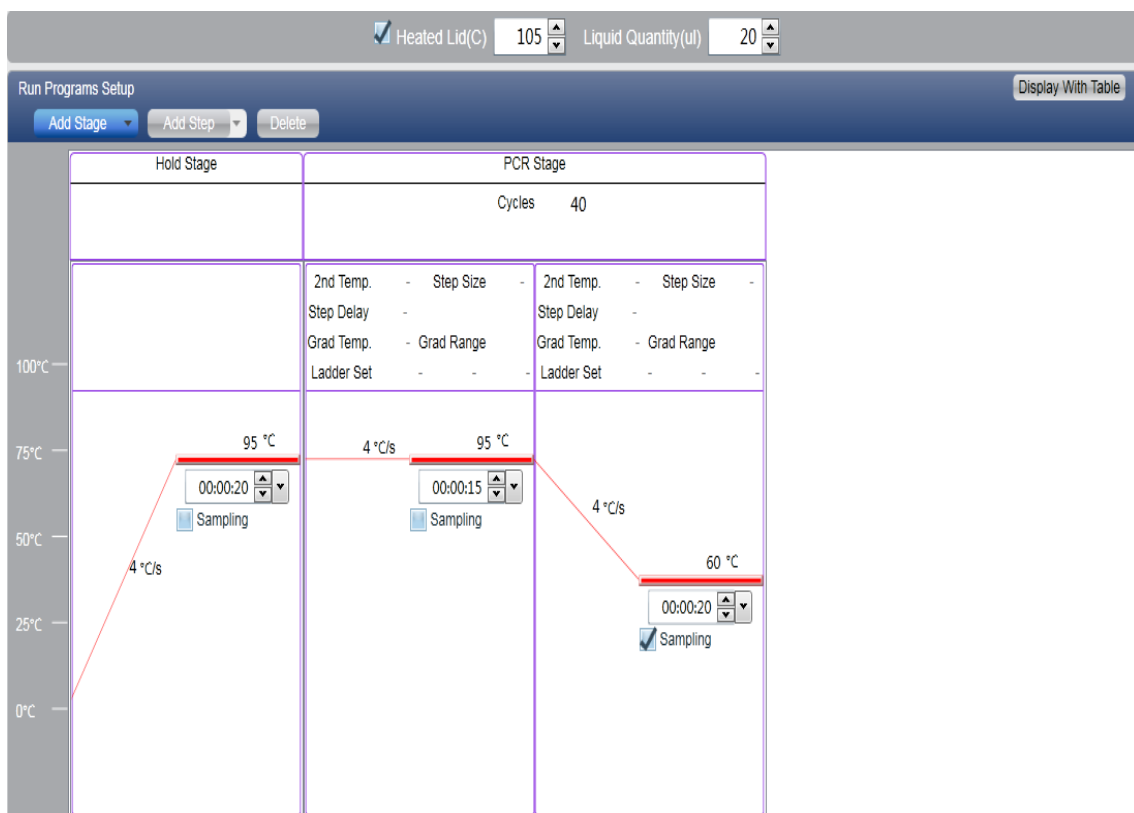 Heated Lid(C) 105 Liquid Quantity(ul) 20
Run Programs Setup
Display With Table
Add Stage Add Step Delete
Hold Stage
PCR Stage
Cycles 40
2nd Temp. - Step Size -
Step Delay -
Grad Temp. - Grad Range
Ladder Set - - -
2nd Temp. - Step Size -
Step Delay -
Grad Temp. - Grad Range
Ladder Set - - -
100°C
75°C
50°C
25°C
0°C
4 °C/s
95 °C
00:00:20
Sampling
4 °C/s
95 °C
00:00:15
Sampling
4 °C/s
60 °C
00:00:20
Sampling